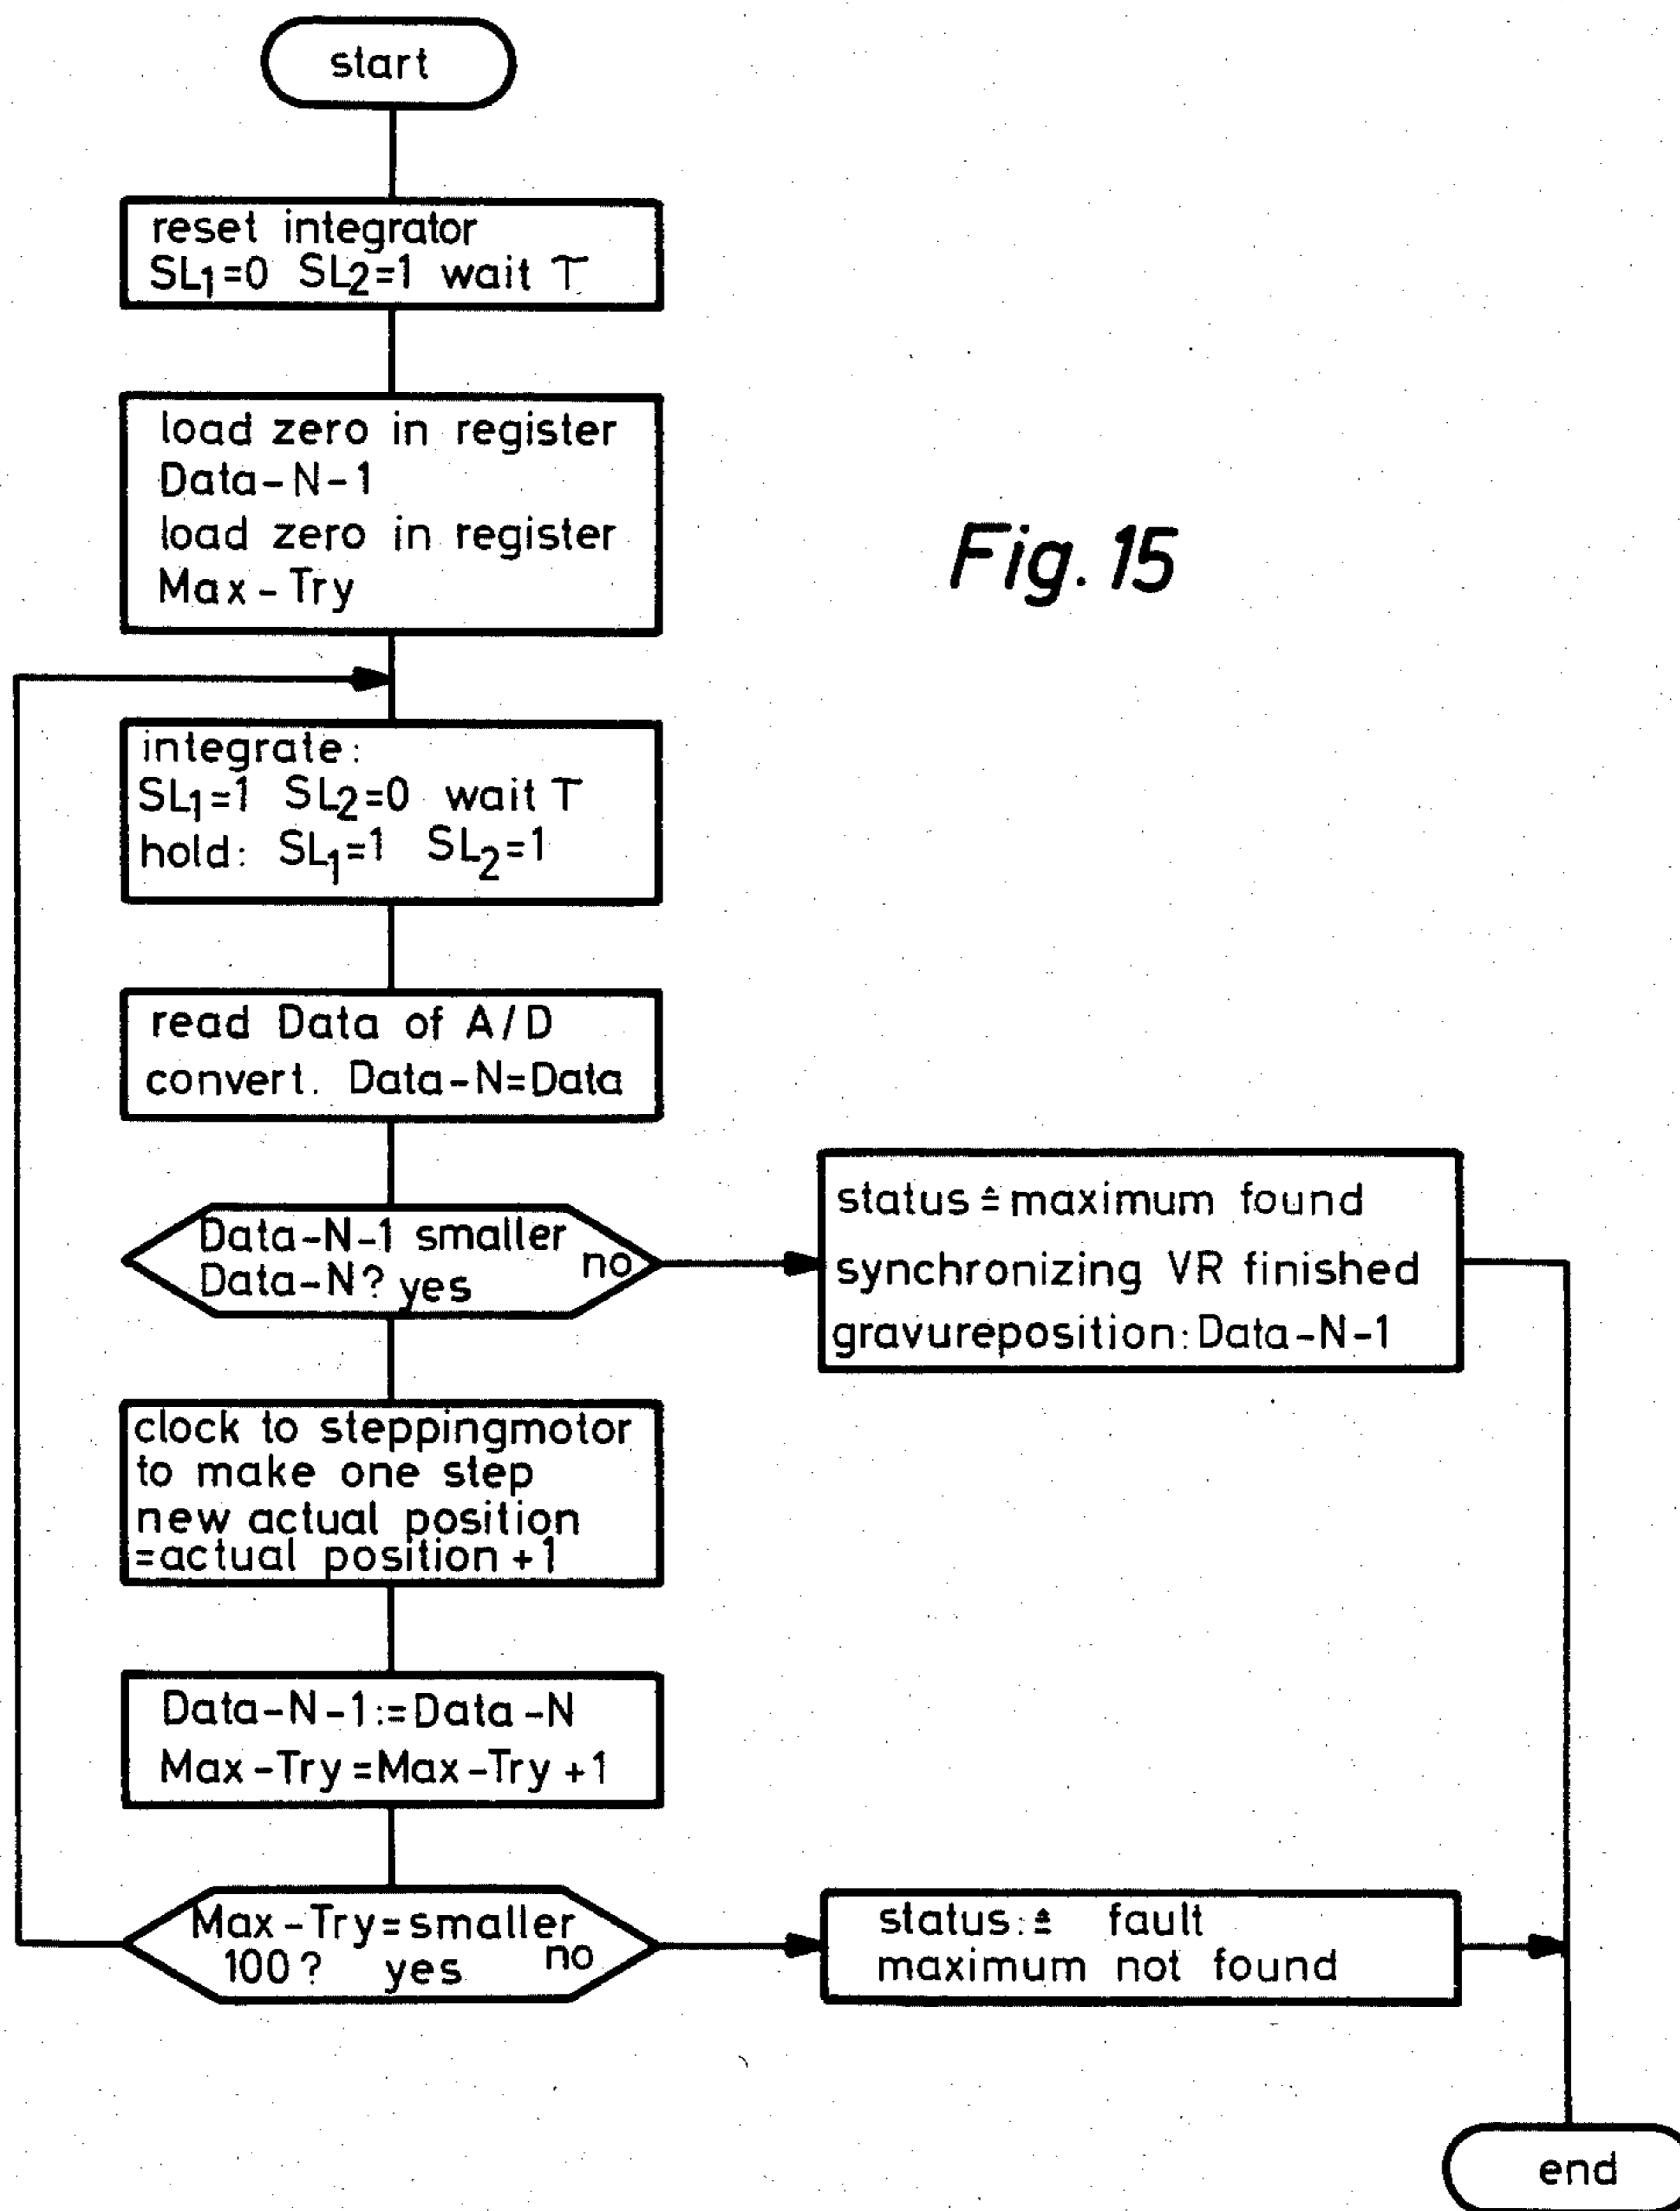 start
reset integrator
SL1=0 SL2=1 wait T
load zero in register
Data-N-1
load zero in register
Max-Try
Fig. 15
integrate:
SL1=1 SL2=0 wait T
hold: SL1=1 SL2=1
read Data of A/D
convert. Data-N=Data
Data-N-1 smaller
Data-N? yes
no
status ≙ maximum found
synchronizing VR finished
gravureposition: Data-N-1
clock to steppingmotor
to make one step
new actual position
=actual position +1
Data-N-1:=Data-N
Max-Try=Max-Try+1
Max-Try=smaller
100? yes
no
status:≙ fault
maximum not found
end